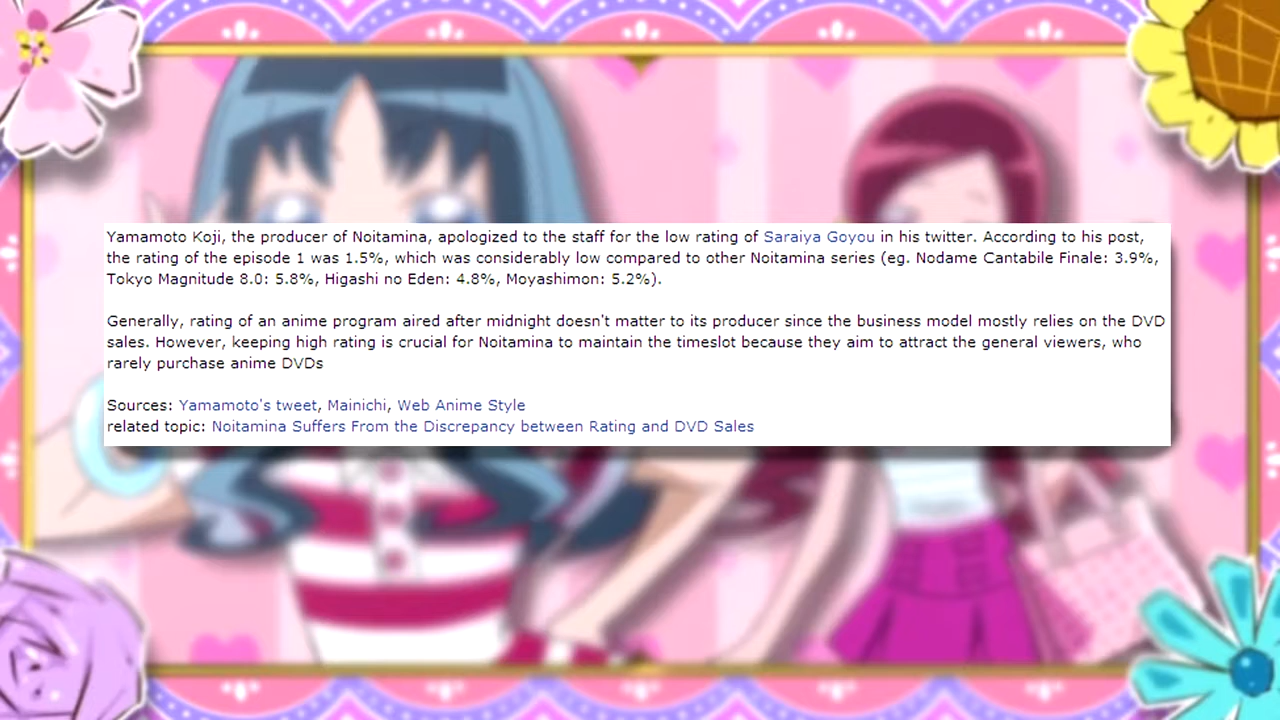 Yamamoto Koji, the producer of Noitamina, apologized to the staff for the low rating of Saraiya Goyou in his twitter. According to his post,
the rating of the episode 1 was 1.5%, which was considerably low compared to other Noitamina series (eg. Nodame Cantabile Finale: 3.9%,
Tokyo Magnitude 8.0: 5.8%, Higashi no Eden: 4.8%, Moyashimon: 5.2%).
Generally, rating of an anime program aired after midnight doesn't matter to its producer since the business model mostly relies on the DVD
sales. However, keeping high rating is crucial for Noitamina to maintain the timeslot because they aim to attract the general viewers, who
rarely purchase anime DVDs
Sources: Yamamoto's tweet, Mainichi, Web Anime Style
related topic: Noitamina Suffers From the Discrepancy between Rating and DVD Sales